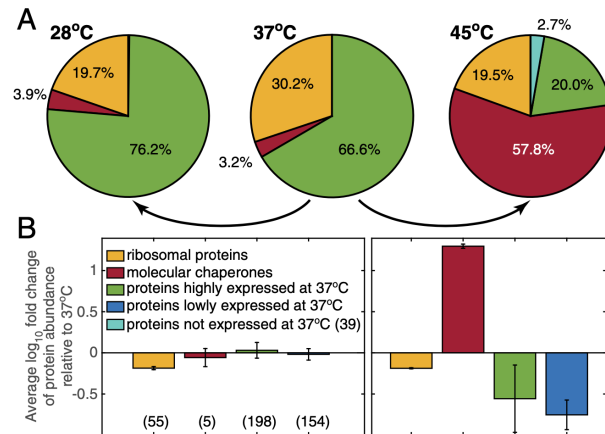 A
28°C
37°C
45°C
2.7%
19.7%
30.2%
19.5%
20.0%
3.9%
76.2%
3.2%
66.6%
57.8%
B
Average log10 fold change
of protein abundance
relative to 37°C
1
0.5
0
-0.5
ribosomal proteins
molecular chaperones
proteins highly expressed at 37°C
proteins lowly expressed at 37°C
proteins not expressed at 37°C (39)
(55)
(5)
(198)
(154)